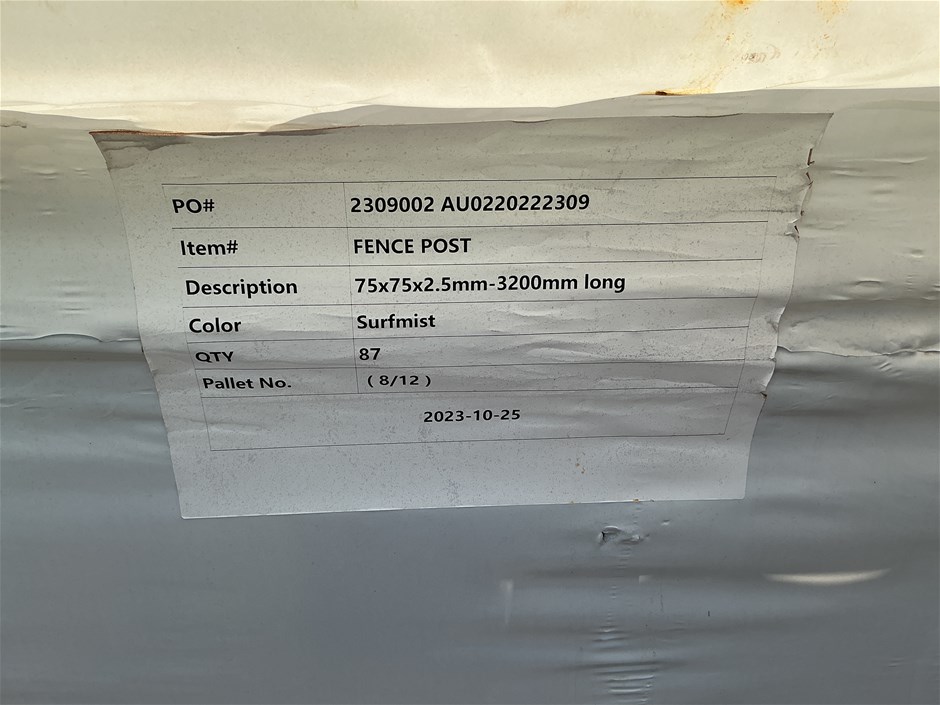 PO# 2309002 AU0220222309
Item# FENCE POST
Description 75x75x2.5mm-3200mm long
Color Surfmist
QTY 87
Pallet No. ( 8/12 )
2023-10-25